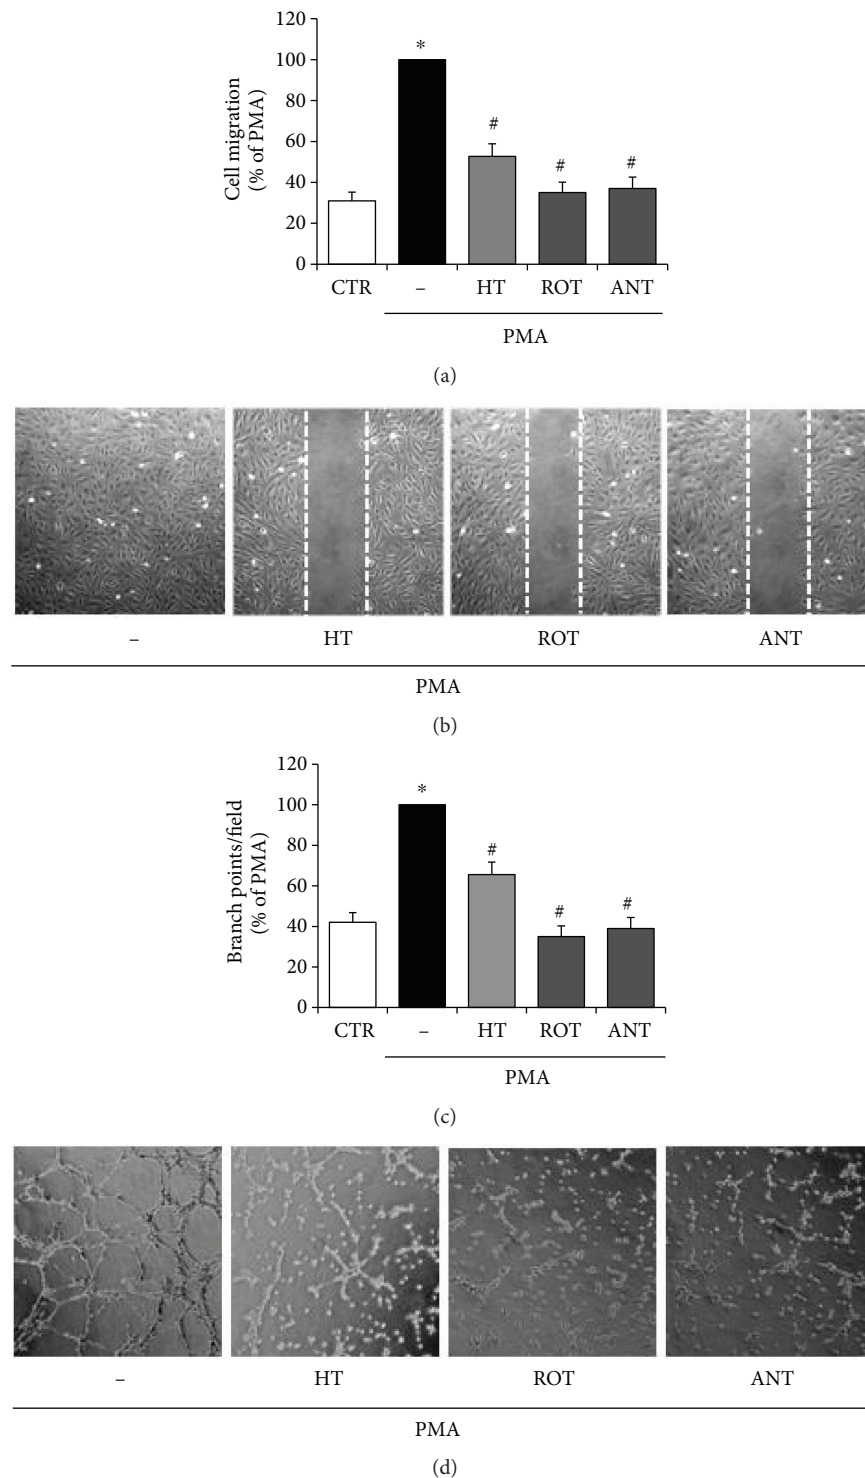 120
100
80
60
40
20
0
Cell migration
(% of PMA)
*
#
#
#
CTR – HT ROT ANT
PMA
(a)
– HT ROT ANT
PMA
(b)
120
100
80
60
40
20
0
Branch points/field
(% of PMA)
*
#
#
#
CTR – HT ROT ANT
PMA
(c)
– HT ROT ANT
PMA
(d)